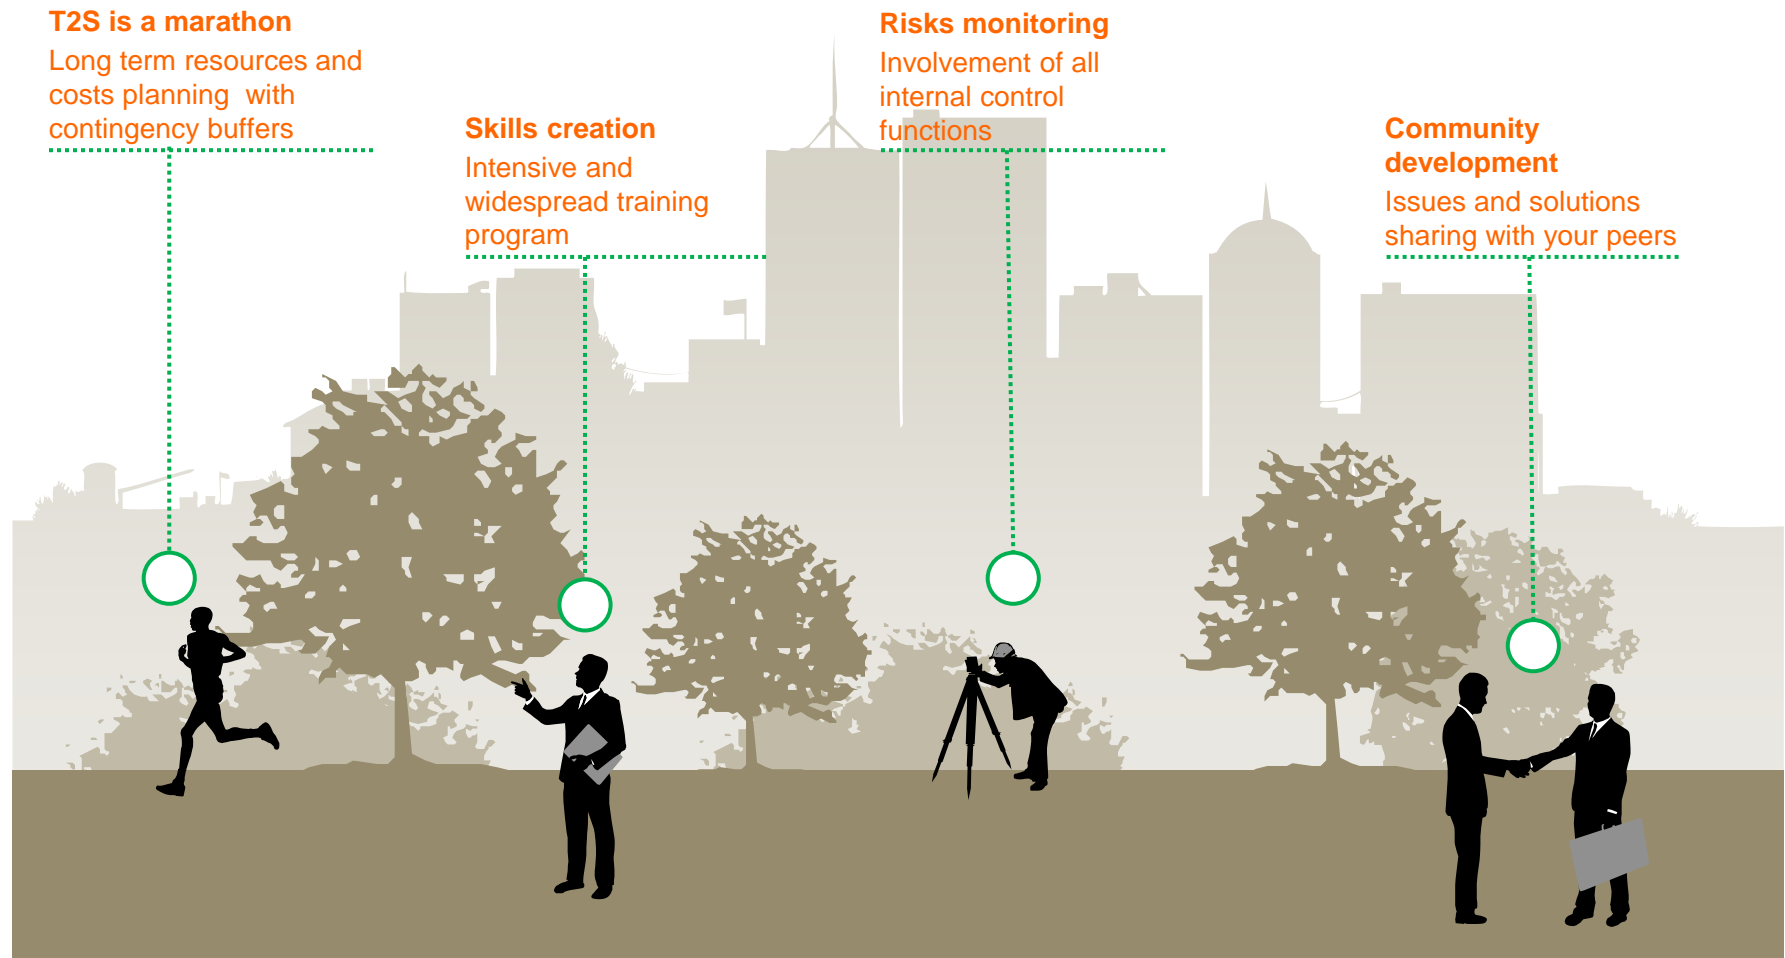 T2S is a marathon
Long term resources and
costs planning  with
contingency buffers
Skills creation
Intensive and
widespread training
program
Risks monitoring
Involvement of all
internal control
functions
Community
development
Issues and solutions
sharing with your peers